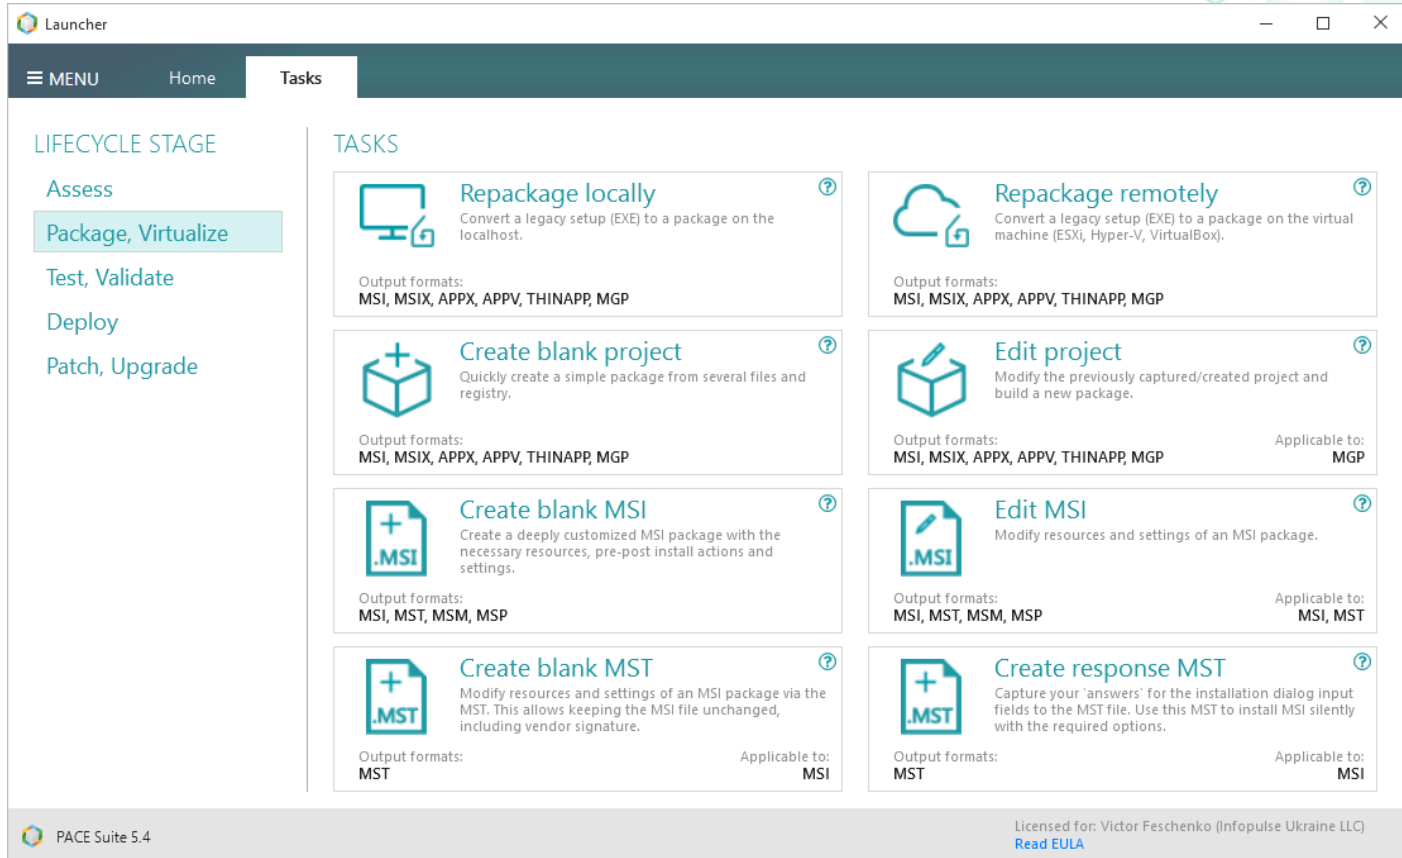 Launcher
MENU
Home
Tasks
LIFECYCLE STAGE
Assess
Package, Virtualize
Test, Validate
Deploy
Patch, Upgrade
TASKS
Repackage locally
Convert a legacy setup (EXE) to a package on the
localhost.
Output formats:
MSI, MSIX, APPX, APPV, THINAPP, MGP
Repackage remotely
Convert a legacy setup (EXE) to a package on the virtual
machine (ESXi, Hyper-V, VirtualBox).
Output formats:
MSI, MSIX, APPX, APPV, THINAPP, MGP
Create blank project
Quickly create a simple package from several files and
registry.
Output formats:
MSI, MSIX, APPX, APPV, THINAPP, MGP
Edit project
Modify the previously captured/created project and
build a new package.
Output formats:
Applicable to:
MSI, MSIX, APPX, APPV, THINAPP, MGP
MGP
.MSI
Create blank MSI
Create a deeply customized MSI package with the
necessary resources, pre-post install actions and
settings.
Output formats:
MSI, MST, MSM, MSP
.MSI
Edit MSI
Modify resources and settings of an MSI package.
Output formats:
Applicable to:
MSI, MST, MSM, MSP
MSI, MST
.MST
Create blank MST
Modify resources and settings of an MSI package via the
MST. This allows keeping the MSI file unchanged,
including vendor signature.
Output formats:
Applicable to:
MST
MSI
.MST
Create response MST
Capture your 'answers' for the installation dialog input
fields to the MST file. Use this MST to install MSI silently
with the required options.
Output formats:
Applicable to:
MST
MSI
PACE Suite 5.4
Licensed for: Victor Feschenko (Infopulse Ukraine LLC)
Read EULA